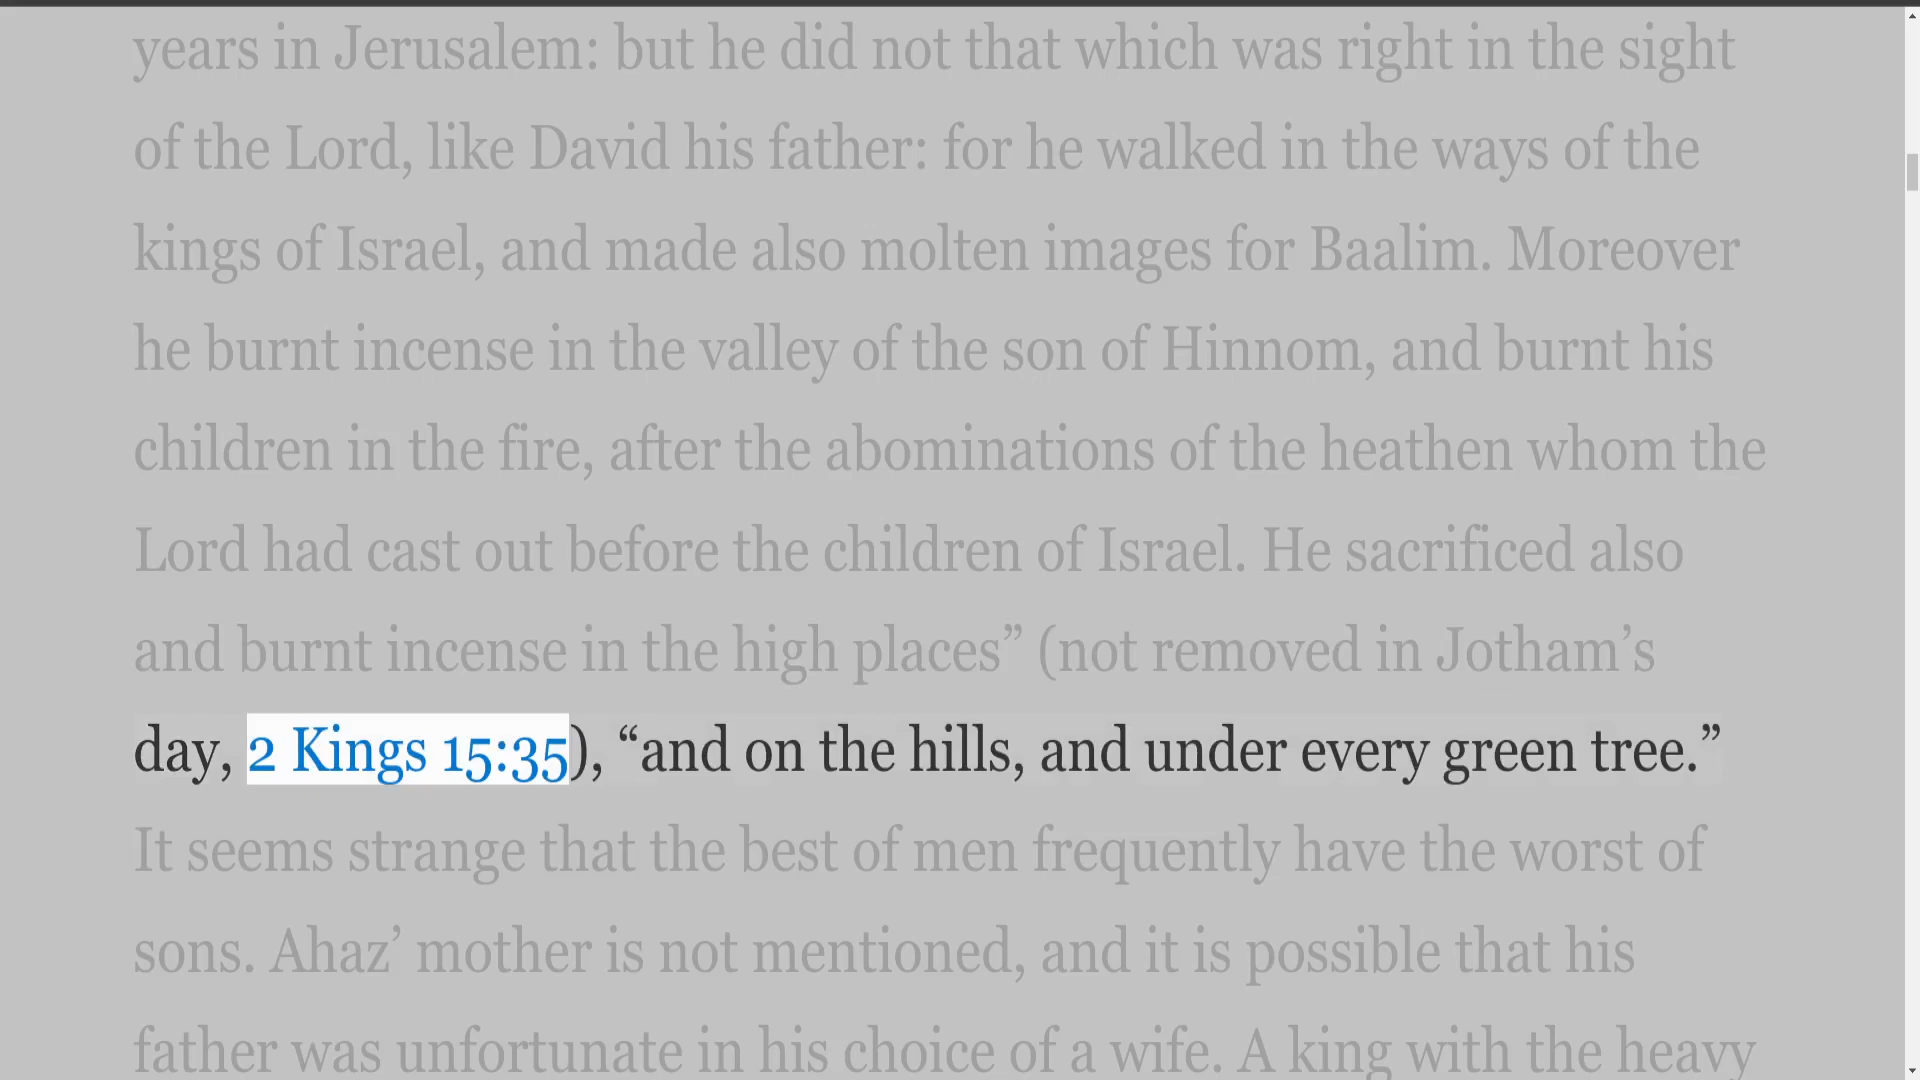 years in Jerusalem: but he did not that which was right in the sight
of the Lord, like David his father: for he walked in the ways of the
kings of Israel, and made also molten images for Baalim. Moreover
he burnt incense in the valley of the son of Hinnom, and burnt his
children in the fire, after the abominations of the heathen whom the
Lord had cast out before the children of Israel. He sacrificed also
and burnt incense in the high places” (not removed in Jotham’s
day, 2 Kings 15:35), “and on the hills, and under every green tree.”
It seems strange that the best of men frequently have the worst of
sons. Ahaz’ mother is not mentioned, and it is possible that his
father was unfortunate in his choice of a wife. A king with the heavy